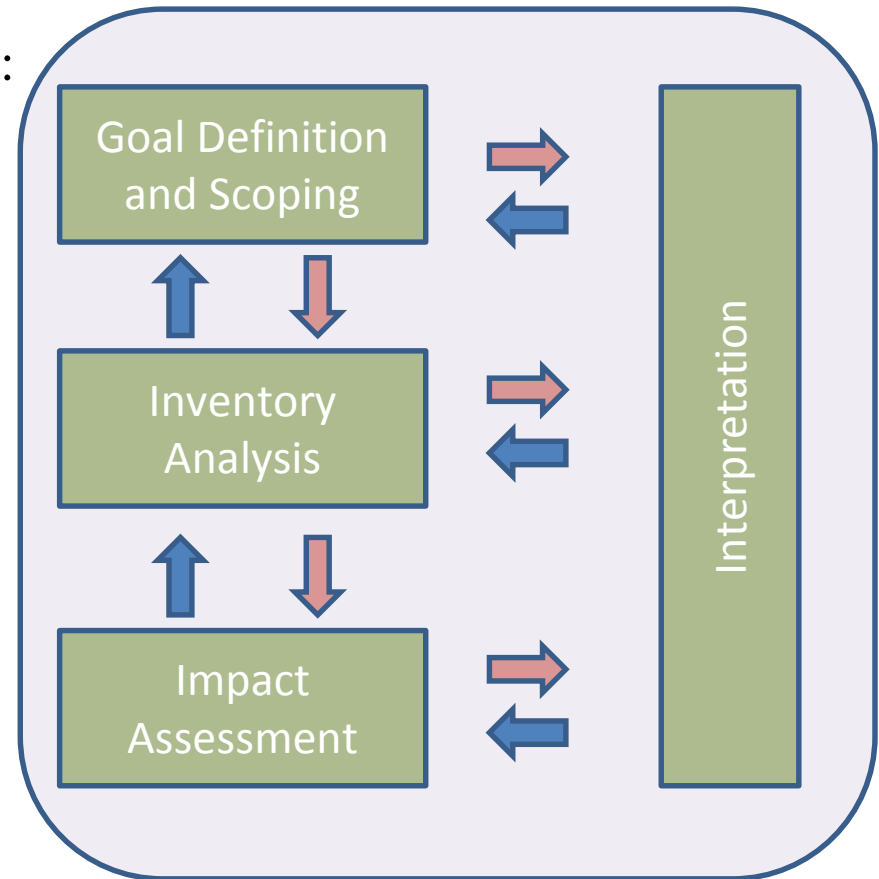 :
Goal Definition
and Scoping
Inventory
Analysis
Impact
Assessment
Interpretation